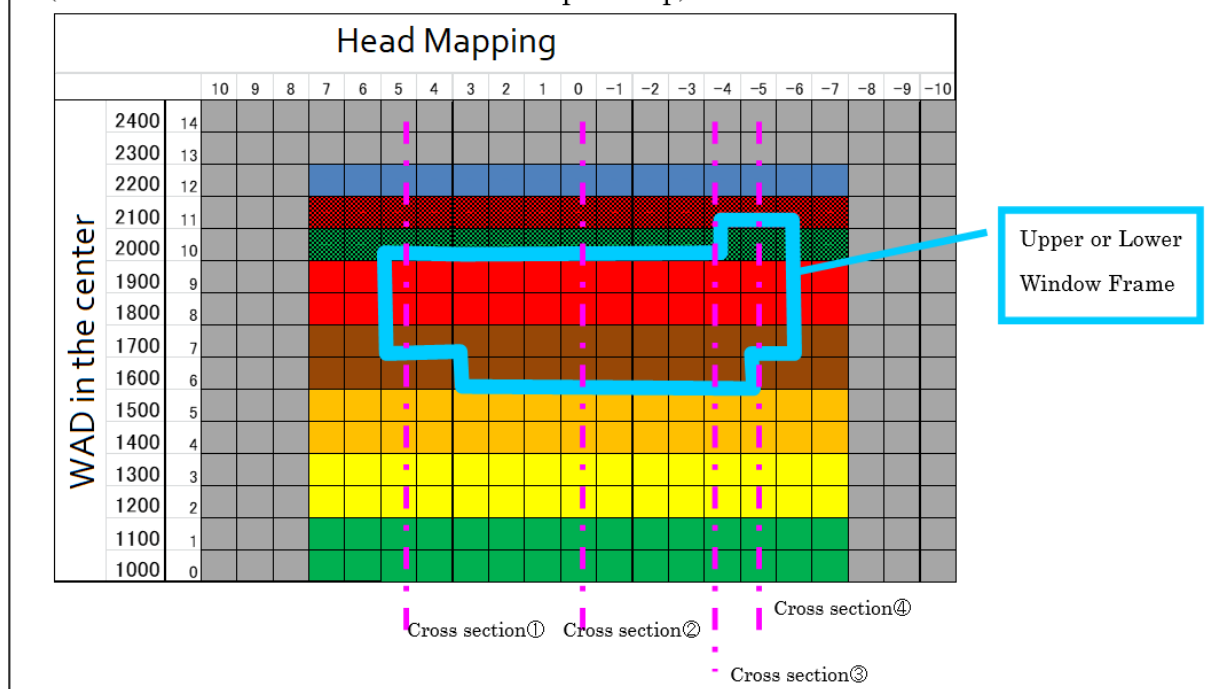 Head Mapping
10 9 8 7 6 5 4 3 2 1 0 -1 -2 -3 -4 -5 -6 -7 -8 -9 -10
WAD in the center
2400 14
2300 13
2200 12
2100 11
2000 10
1900 9
1800 8
1700 7
1600 6
1500 5
1400 4
1300 3
1200 2
1100 1
1000 0
Upper or Lower
Window Frame
Cross section④
Cross section① Cross section②
Cross section③